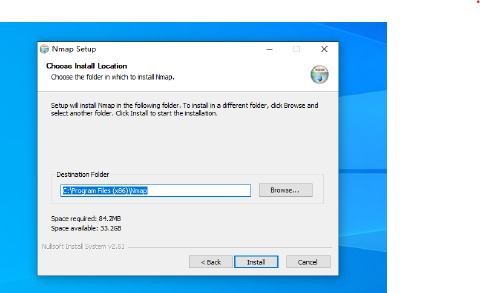 Nmap Setup
Choose Install Location
Choose the folder in which to install Nmap.
Setup will install Nmap in the following folder. To install in a different folder, click Browse and
select another folder. Click Install to start the installation.
Destination Folder
C:\Program Files (x86)\Nmap
Browse...
Space required: 84.2MB
Space available: 33.2GB
Nullsoft Install System v2.51
< Back
Install
Cancel